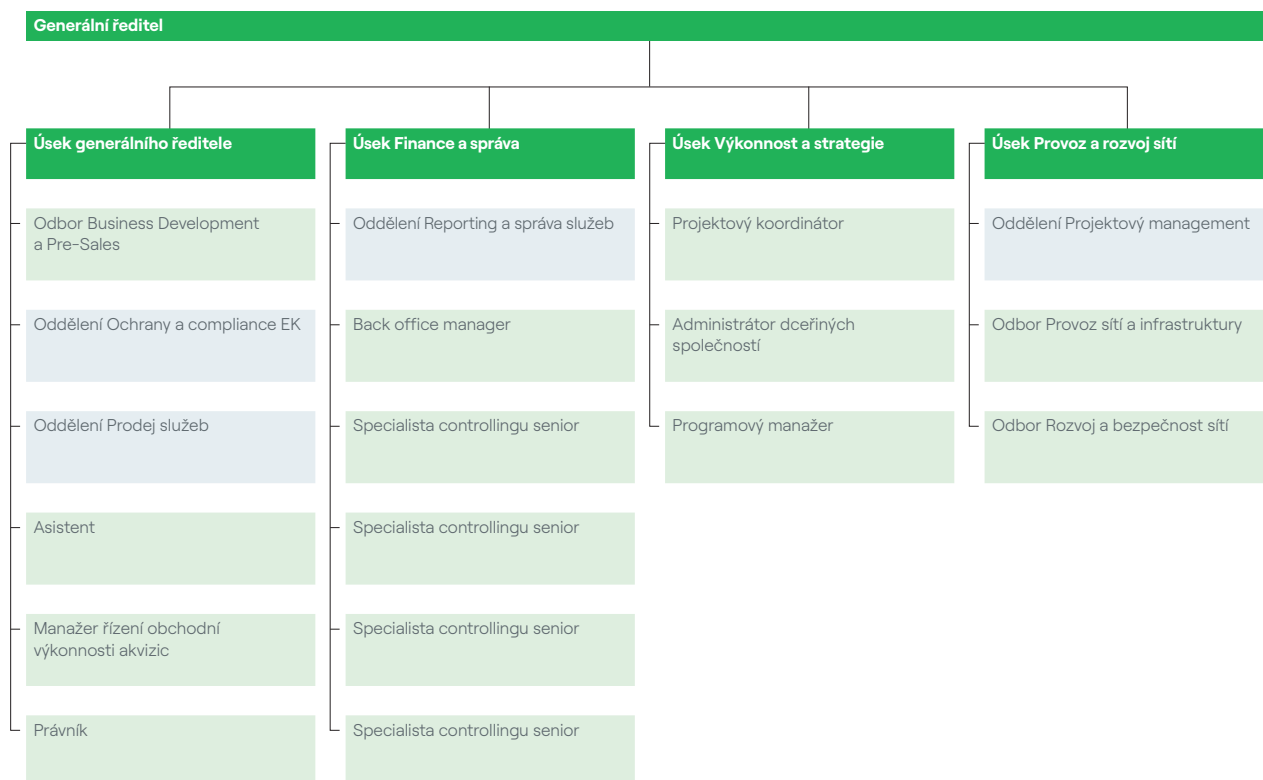 Generální ředitel
Úsek generálního ředitele
Odbor Business Development
a Pre-Sales
Oddělení Ochrany a compliance EK
Oddělení Prodej služeb
Asistent
Manažer řízení obchodní
výkonnosti akvizic
Právník
Úsek Finance a správa
Oddělení Reporting a správa služeb
Back office manager
Specialista controllingu senior
Specialista controllingu senior
Specialista controllingu senior
Specialista controllingu senior
Úsek Výkonnost a strategie
Projektový koordinátor
Administrátor dceřiných
společností
Programový manažer
Úsek Provoz a rozvoj sítí
Oddělení Projektový management
Odbor Provoz sítí a infrastruktury
Odbor Rozvoj a bezpečnost sítí